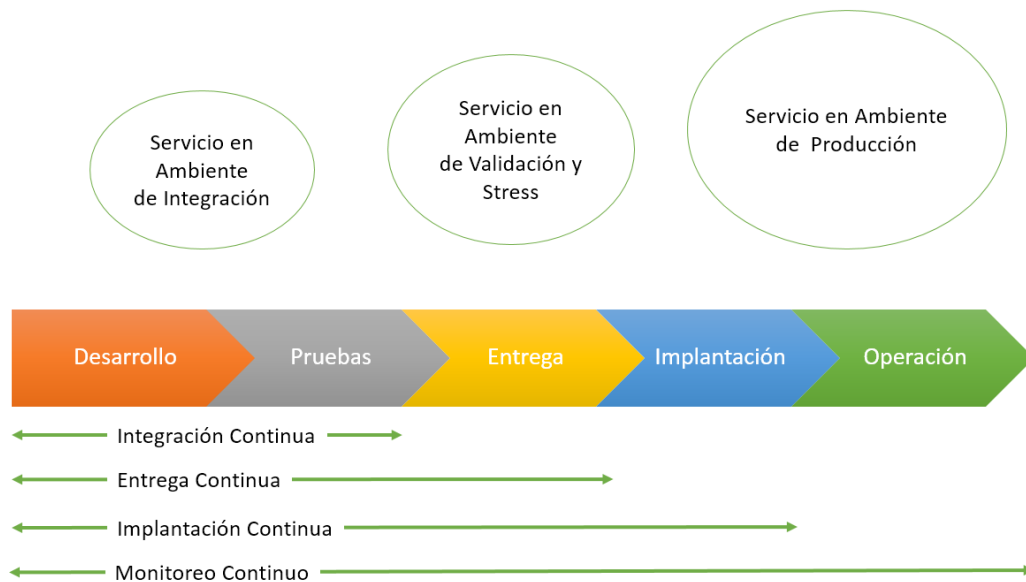 Servicio en
Ambiente
de Integración
Servicio en
Ambiente
de Validación y
Stress
Servicio en Ambiente
de Producción
Desarrollo
Pruebas
Entrega
Implantación
Operación
Integración Continua
Entrega Continua
Implantación Continua
Monitoreo Continuo